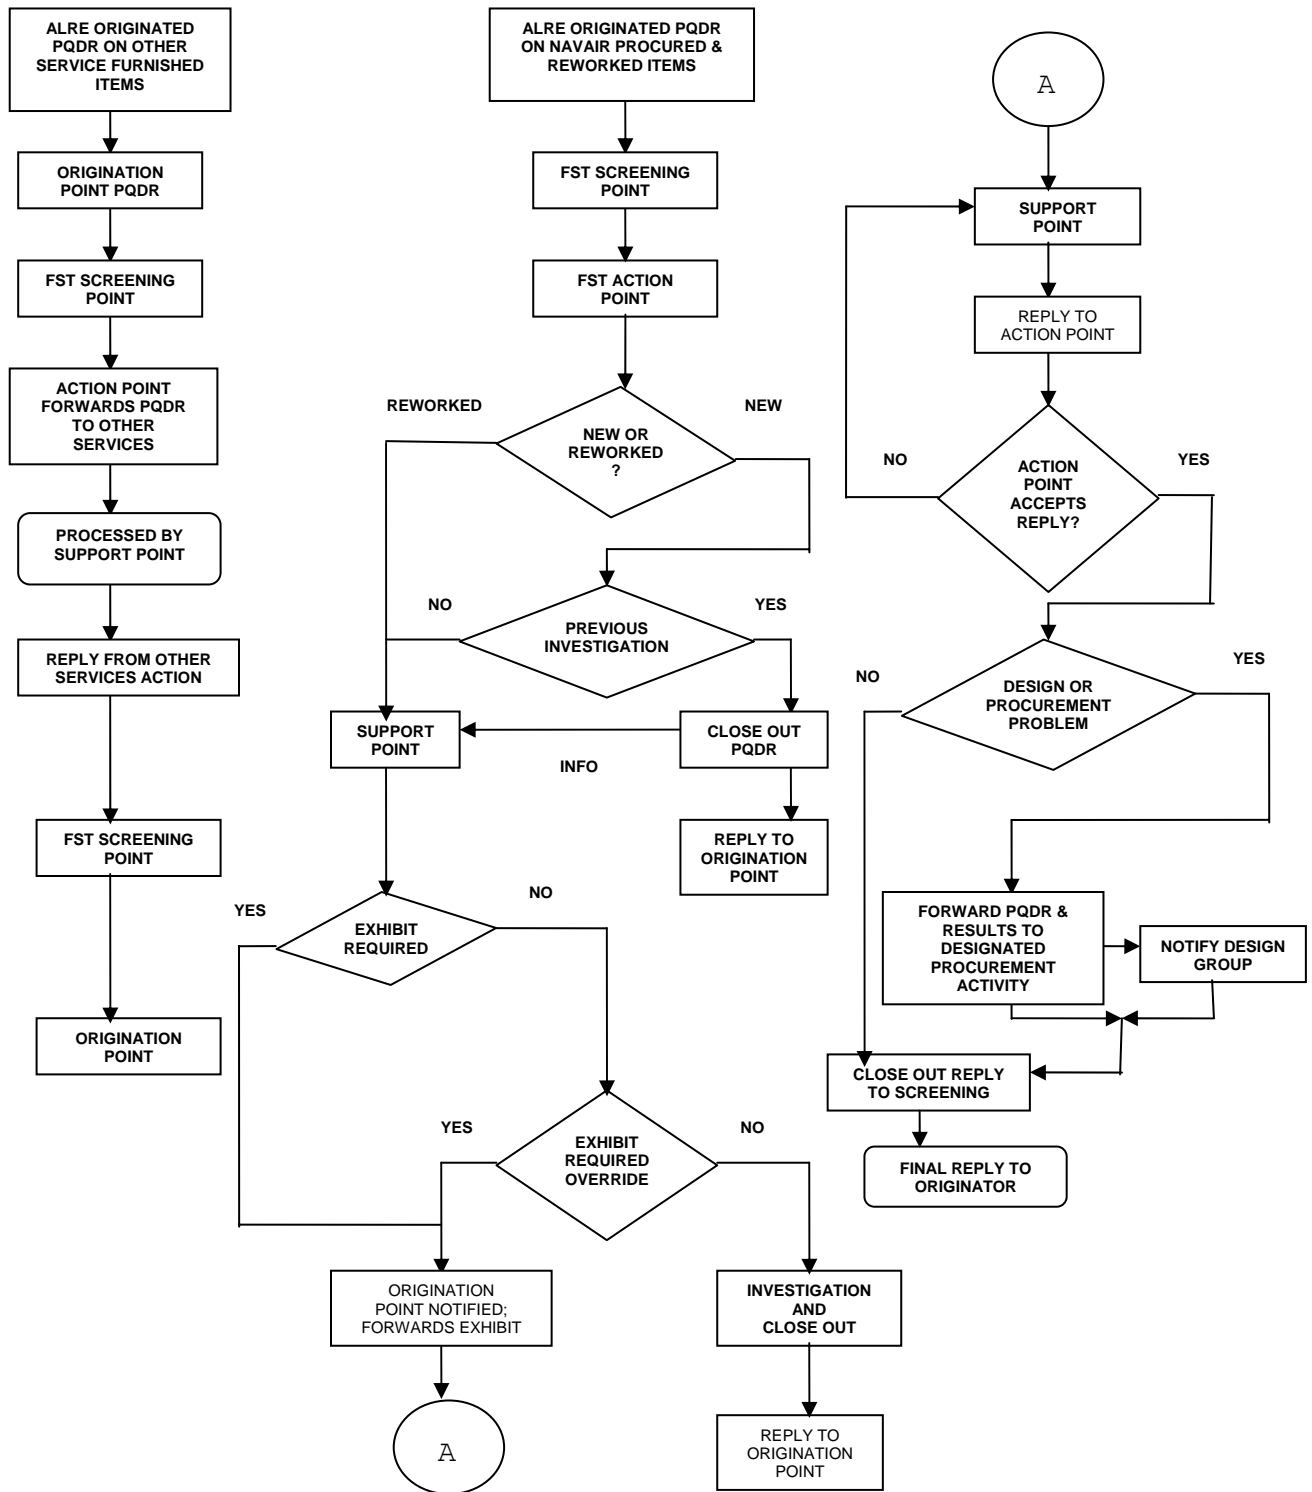 ALRE ORIGINATED
PQDR ON OTHER
SERVICE FURNISHED
ITEMS
ORIGINATION
POINT PQDR
FST SCREENING
POINT
ACTION POINT
FORWARDS PQDR
TO OTHER
SERVICES
PROCESSED BY
SUPPORT POINT
REPLY FROM OTHER
SERVICES ACTION
FST SCREENING
POINT
ORIGINATION
POINT
ALRE ORIGINATED PQDR
ON NAVAIR PROCURED &
REWORKED ITEMS
FST SCREENING
POINT
FST ACTION
POINT
REWORKED
NEW
NEW OR
REWORKED
?
NO
YES
PREVIOUS
INVESTIGATION
SUPPORT
POINT
INFO
CLOSE OUT
PQDR
REPLY TO
ORIGINATION
POINT
YES
NO
EXHIBIT
REQUIRED
YES
NO
EXHIBIT
REQUIRED
OVERRIDE
ORIGINATION
POINT NOTIFIED;
FORWARDS EXHIBIT
A
INVESTIGATION
AND
CLOSE OUT
REPLY TO
ORIGINATION
POINT
A
SUPPORT
POINT
REPLY TO
ACTION POINT
NO
YES
ACTION
POINT
ACCEPTS
REPLY?
NO
YES
DESIGN OR
PROCUREMENT
PROBLEM
FORWARD PQDR &
RESULTS TO
DESIGNATED
PROCUREMENT
ACTIVITY
NOTIFY DESIGN
GROUP
CLOSE OUT REPLY
TO SCREENING
FINAL REPLY TO
ORIGINATOR